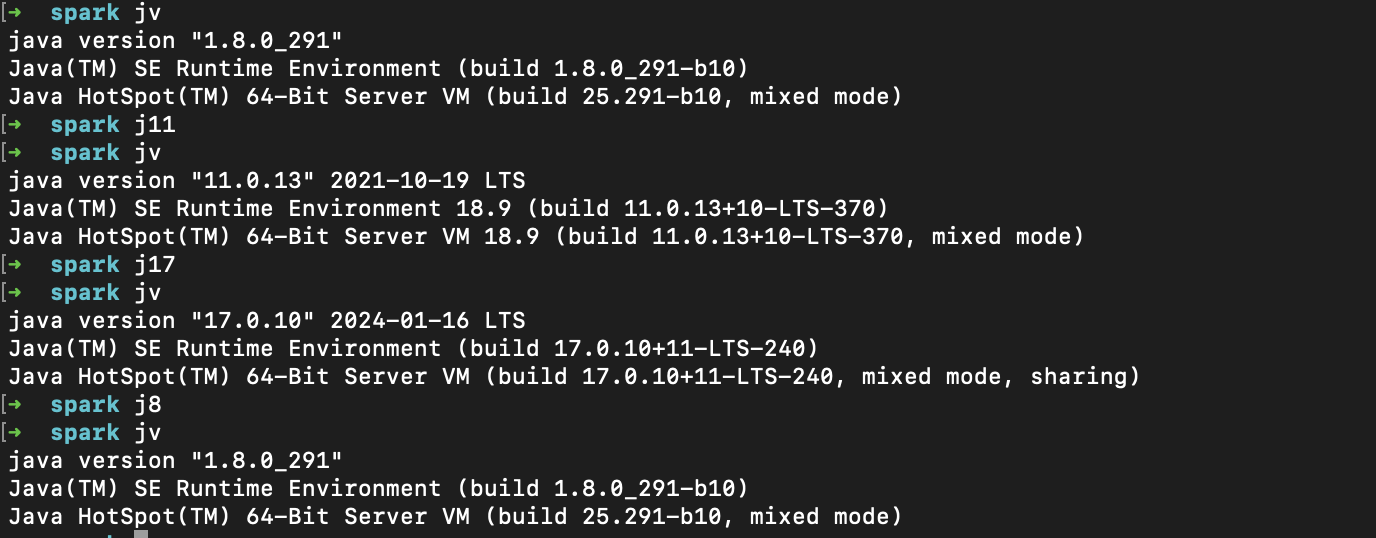 [➜ spark jv
java version "1.8.0_291"
Java(TM) SE Runtime Environment (build 1.8.0_291-b10)
Java HotSpot(TM) 64-Bit Server VM (build 25.291-b10, mixed mode)
[➜ spark j11
[➜ spark jv
java version "11.0.13" 2021-10-19 LTS
Java(TM) SE Runtime Environment 18.9 (build 11.0.13+10-LTS-370)
Java HotSpot(TM) 64-Bit Server VM 18.9 (build 11.0.13+10-LTS-370, mixed mode)
[➜ spark j17
[➜ spark jv
java version "17.0.10" 2024-01-16 LTS
Java(TM) SE Runtime Environment (build 17.0.10+11-LTS-240)
Java HotSpot(TM) 64-Bit Server VM (build 17.0.10+11-LTS-240, mixed mode, sharing)
[➜ spark j8
[➜ spark jv
java version "1.8.0_291"
Java(TM) SE Runtime Environment (build 1.8.0_291-b10)
Java HotSpot(TM) 64-Bit Server VM (build 25.291-b10, mixed mode)